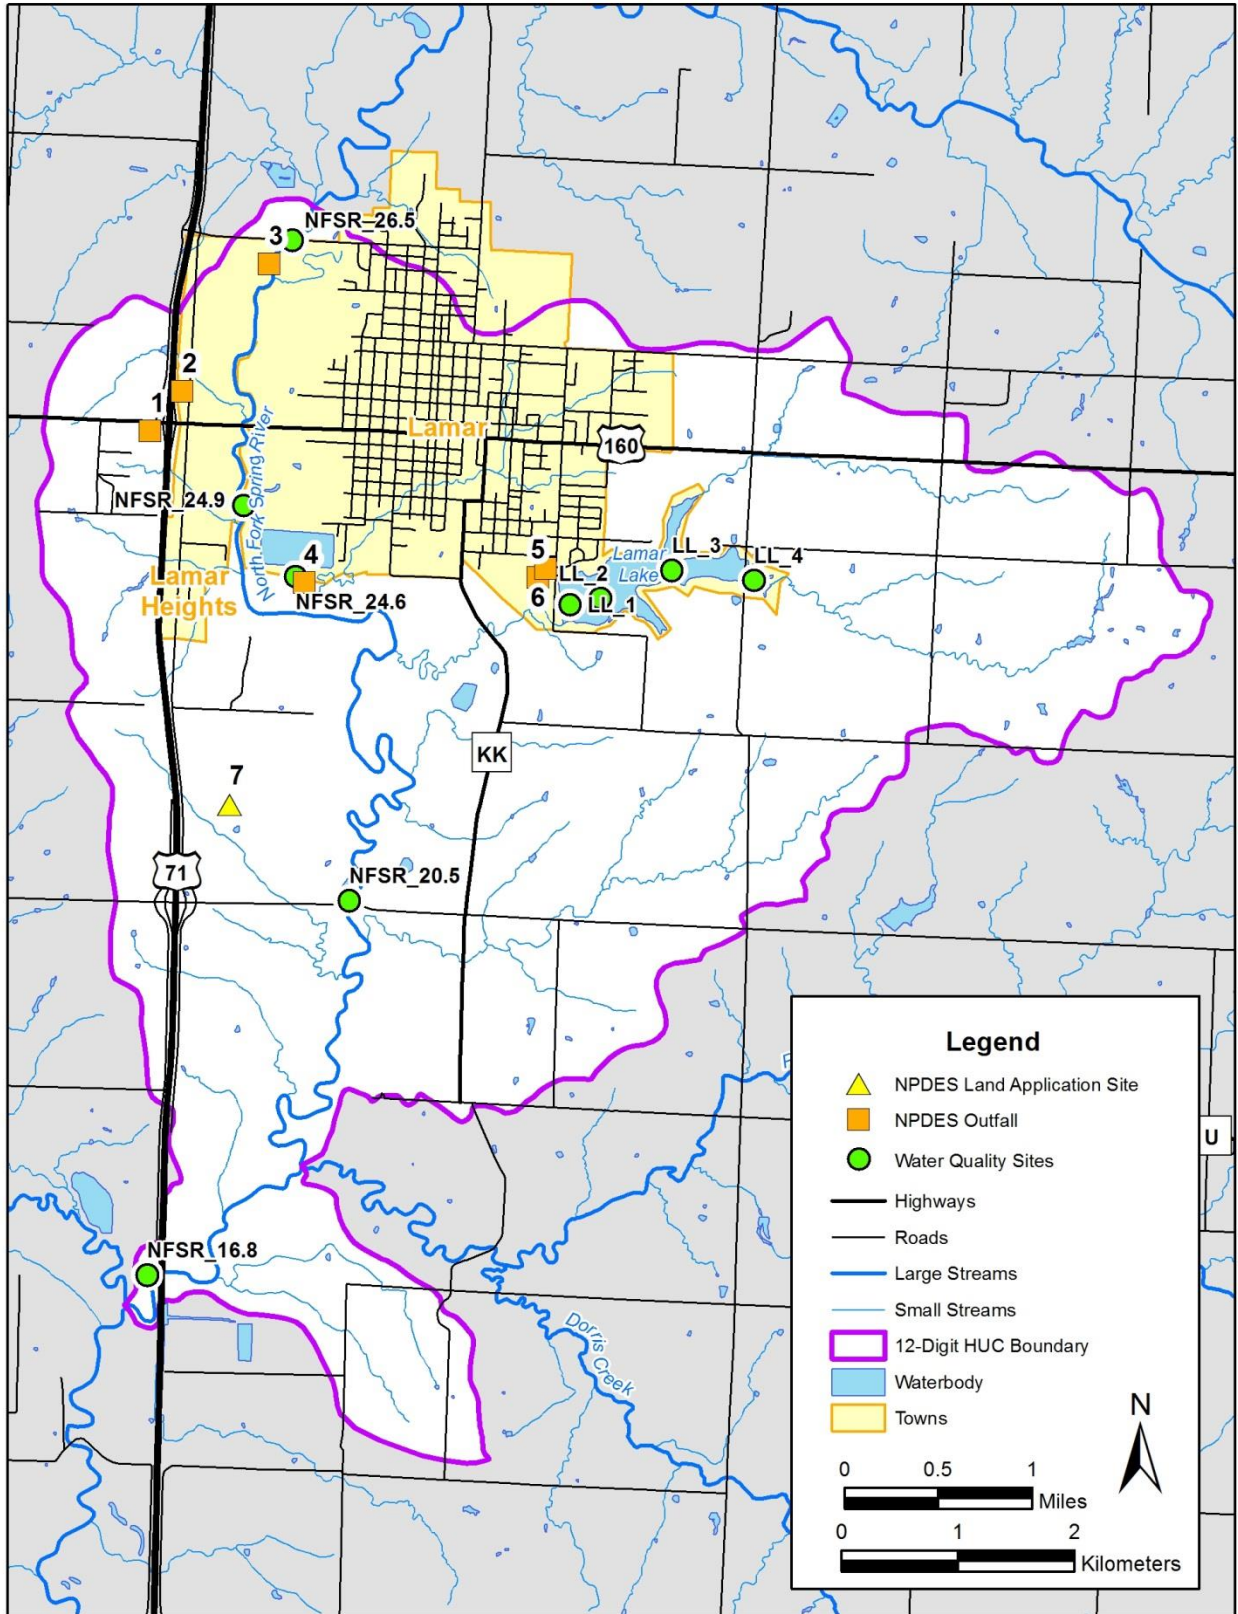 NFSR_26.5
3
2
1
Lamar
160
North Fork Spring River
NFSR_24.9
4
NFSR_24.6
Lamar
Heights
5
6
LL_2
LL_1
Lamar
Lake
LL_3
LL_4
KK
7
71
NFSR_20.5
NFSR_16.8
Dorris Creek
U
Legend
NPDES Land Application Site
NPDES Outfall
Water Quality Sites
Highways
Roads
Large Streams
Small Streams
12-Digit HUC Boundary
Waterbody
Towns
N
0 0.5 1
Miles
0 1 2
Kilometers